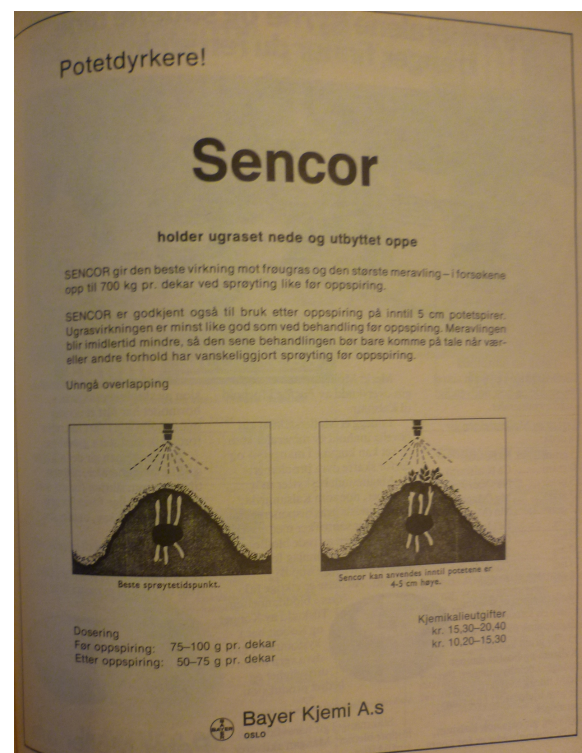 Potetdyrkere!
Sencor
holder ugraset nede og utbyttet oppe
SENCOR gir den beste virkning mot frøugras og den største meravling – i forsøkene
opp til 700 kg pr. dekar ved sprøyting like før oppspiring.
SENCOR er godkjent også til bruk etter oppspiring på inntil 5 cm potetspirer.
Ugrasvirkningen er minst like god som ved behandling før oppspiring. Meravlingen
blir imidlertid mindre, så den sene behandlingen bør bare komme på tale når vær-
eller andre forhold har vanskeliggjort sprøyting før oppspiring.
Unngå overlapping
Beste sprøytetidspunkt.
Sencor kan anvendes inntil potetene er
4-5 cm høye.
Dosering
Før oppspiring: 75–100 g pr. dekar
Etter oppspiring: 50–75 g pr. dekar
Kjemikalieutgifter
kr. 15,30–20,40
kr. 10,20–15,30
BAYER
Bayer Kjemi A.s
OSLO